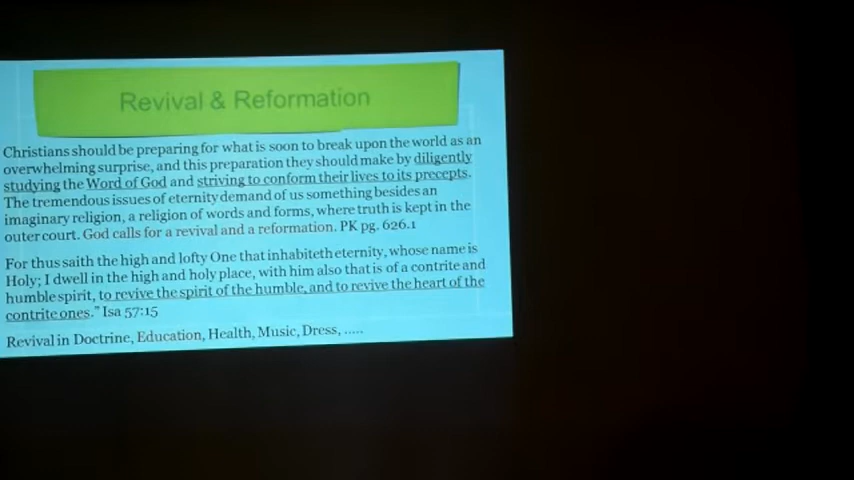 Revival & Reformation
Christians should be preparing for what is soon to break upon the world as an
overwhelming surprise, and this preparation they should make by diligently
studying the Word of God and striving to conform their lives to its precepts.
The tremendous issues of eternity demand of us something besides an
imaginary religion, a religion of words and forms, where truth is kept in the
outer court. God calls for a revival and a reformation. PK pg. 626.1
For thus saith the high and lofty One that inhabiteth eternity, whose name is
Holy; I dwell in the high and holy place, with him also that is of a contrite and
humble spirit, to revive the spirit of the humble, and to revive the heart of the
contrite ones." Isa 57:15
Revival in Doctrine, Education, Health, Music, Dress, .....